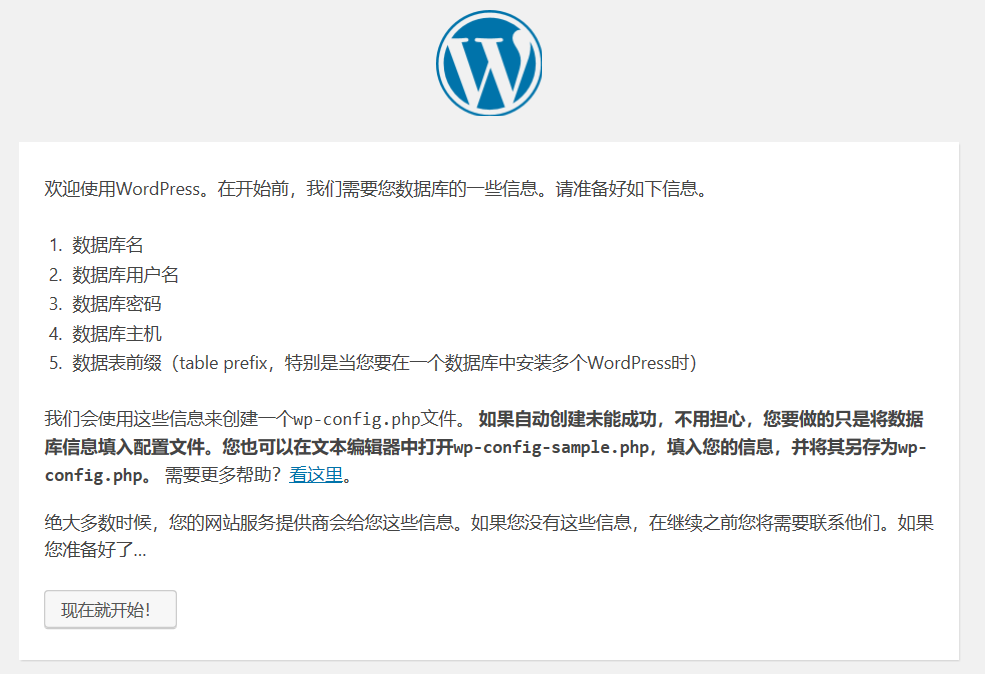 欢迎使用WordPress。在开始前，我们需要您数据库的一些信息。请准备好如下信息。
1. 数据库名
2. 数据库用户名
3. 数据库密码
4. 数据库主机
5. 数据表前缀（table prefix，特别是当您要在一个数据库中安装多个WordPress时）
我们会使用这些信息来创建一个wp-config.php文件。 如果自动创建未能成功，不用担心，您要做的只是将数据
库信息填入配置文件。您也可以在文本编辑器中打开wp-config-sample.php，填入您的信息，并将其另存为wp-
config.php。 需要更多帮助？看这里。
绝大多数时候，您的网站服务提供商会给您这些信息。如果您没有这些信息，在继续之前您将需要联系他们。如果
您准备好了...
现在就开始！